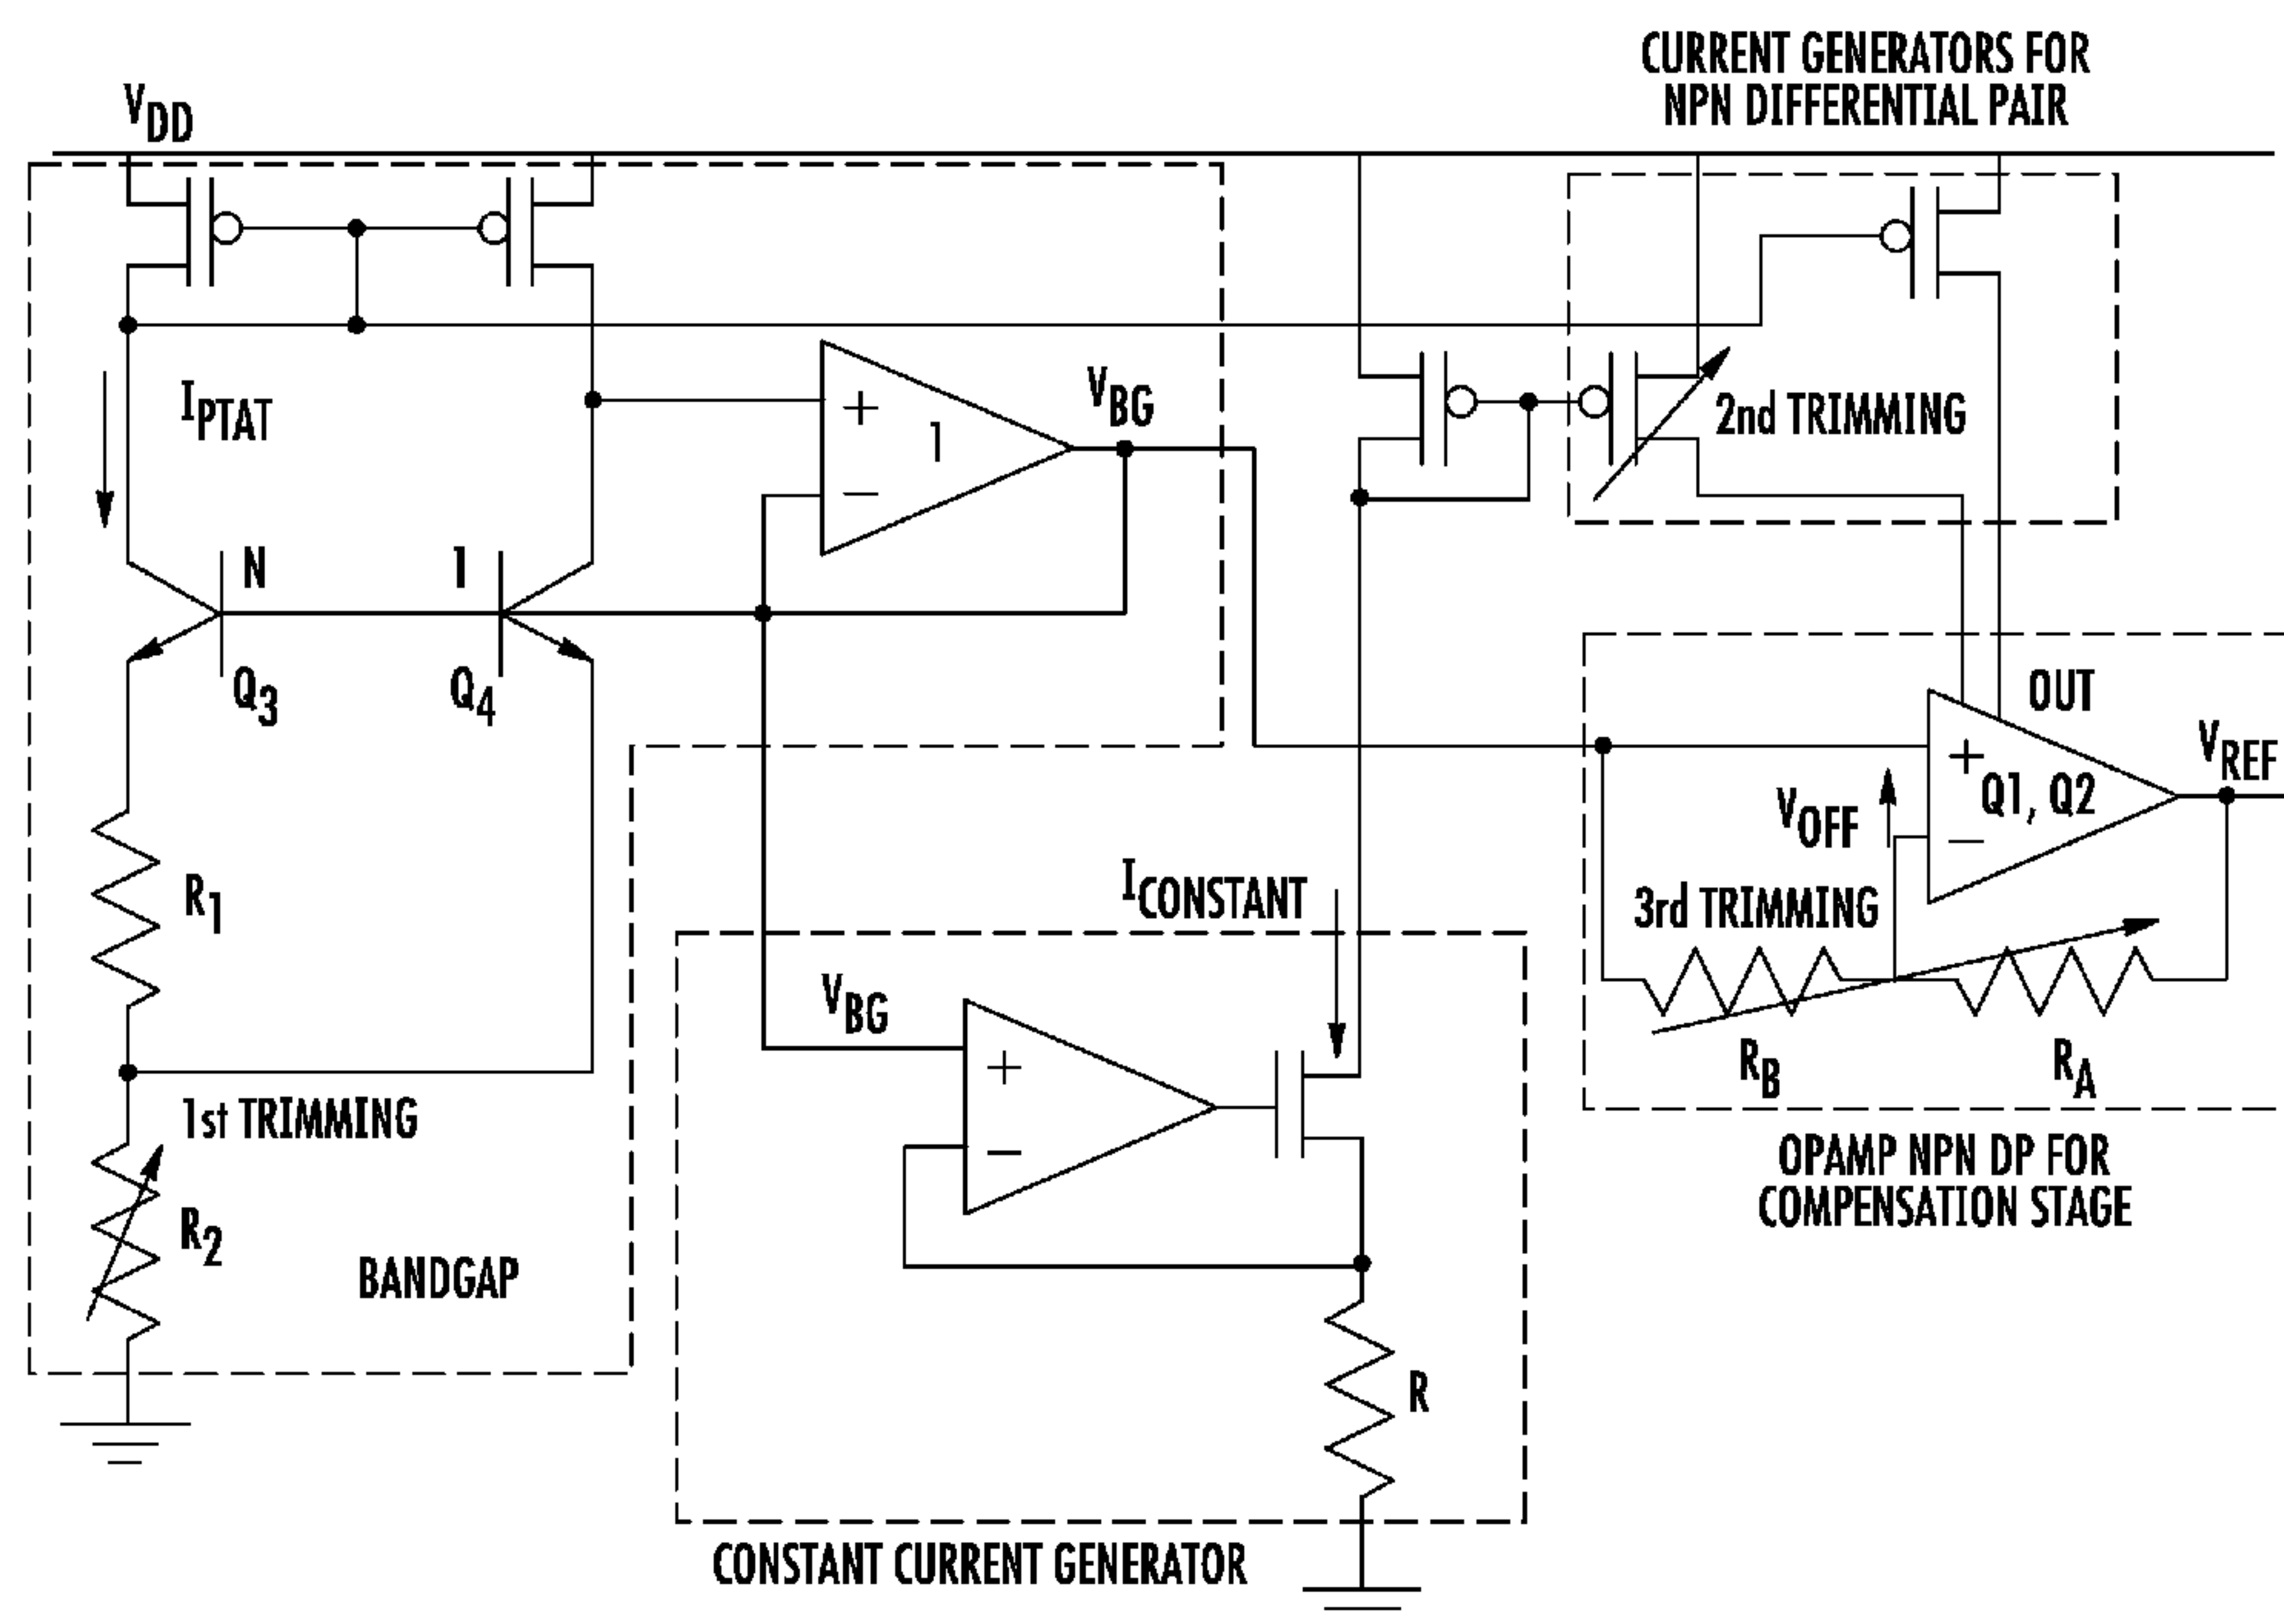 CURRENT GENERATORS FOR
NPN DIFFERENTIAL PAIR
VDD
IPTAT
+
1
−
VBG
2nd TRIMMING
N
1
Q3
Q4
OUT
VREF
+
Q1, Q2
−
VOFF
R1
ICONSTANT
3rd TRIMMING
VBG
+
−
RB
RA
1st TRIMMING
R2
OPAMP NPN DP FOR
COMPENSATION STAGE
BANDGAP
R
CONSTANT CURRENT GENERATOR